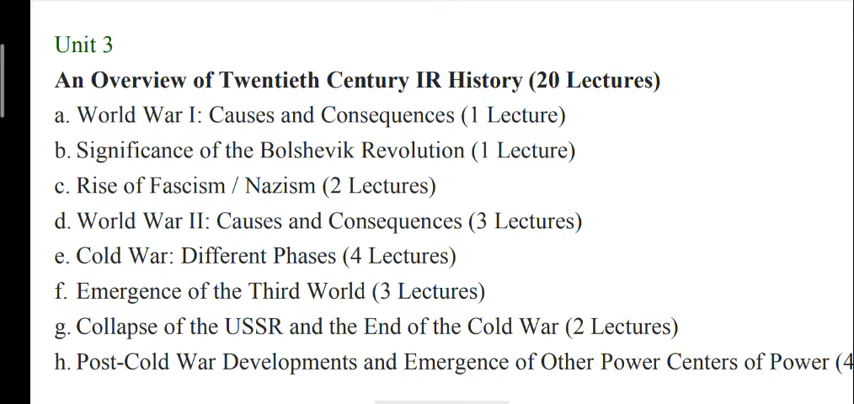 Unit 3
An Overview of Twentieth Century IR History (20 Lectures)
a. World War I: Causes and Consequences (1 Lecture)
b. Significance of the Bolshevik Revolution (1 Lecture)
c. Rise of Fascism / Nazism (2 Lectures)
d. World War II: Causes and Consequences (3 Lectures)
e. Cold War: Different Phases (4 Lectures)
f. Emergence of the Third World (3 Lectures)
g. Collapse of the USSR and the End of the Cold War (2 Lectures)
h. Post-Cold War Developments and Emergence of Other Power Centers of Power (4